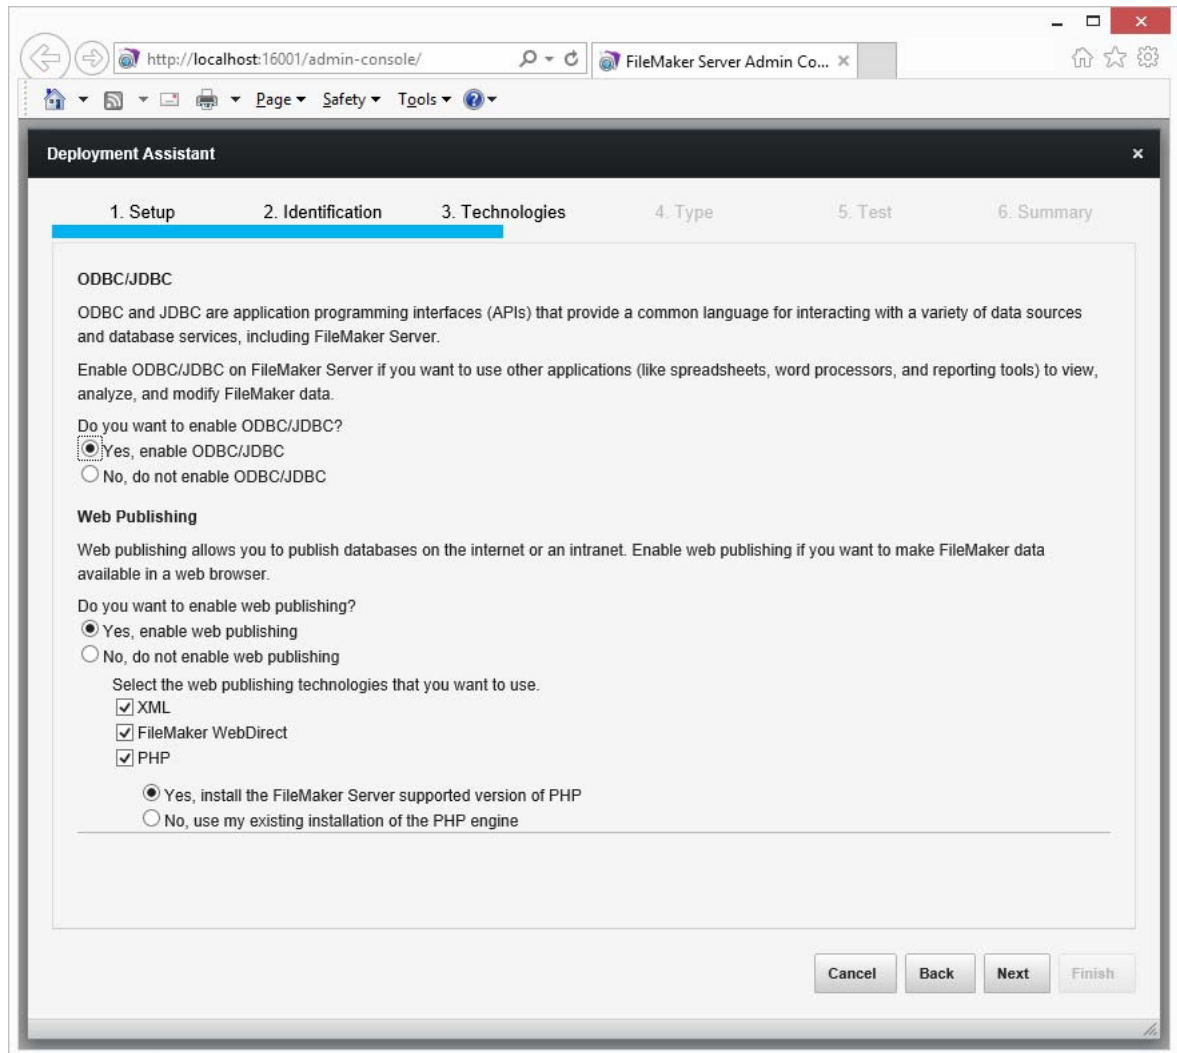 http://localhost:16001/admin-console/
FileMaker Server Admin Co...
Page Safety Tools
Deployment Assistant
1. Setup 2. Identification 3. Technologies 4. Type 5. Test 6. Summary
ODBC/JDBC
ODBC and JDBC are application programming interfaces (APIs) that provide a common language for interacting with a variety of data sources
and database services, including FileMaker Server.
Enable ODBC/JDBC on FileMaker Server if you want to use other applications (like spreadsheets, word processors, and reporting tools) to view,
analyze, and modify FileMaker data.
Do you want to enable ODBC/JDBC?
Yes, enable ODBC/JDBC
No, do not enable ODBC/JDBC
Web Publishing
Web publishing allows you to publish databases on the internet or an intranet. Enable web publishing if you want to make FileMaker data
available in a web browser.
Do you want to enable web publishing?
Yes, enable web publishing
No, do not enable web publishing
Select the web publishing technologies that you want to use.
XML
FileMaker WebDirect
PHP
Yes, install the FileMaker Server supported version of PHP
No, use my existing installation of the PHP engine
Cancel Back Next Finish